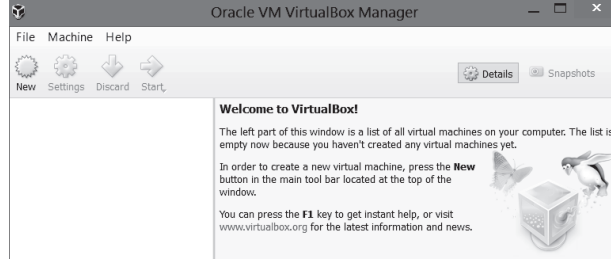 Oracle VM VirtualBox Manager
File Machine Help
New Settings Discard Start
Details Snapshots
Welcome to VirtualBox!
The left part of this window is a list of all virtual machines on your computer. The list is
empty now because you haven't created any virtual machines yet.
In order to create a new virtual machine, press the New
button in the main tool bar located at the top of the
window.
You can press the F1 key to get instant help, or visit
www.virtualbox.org for the latest information and news.